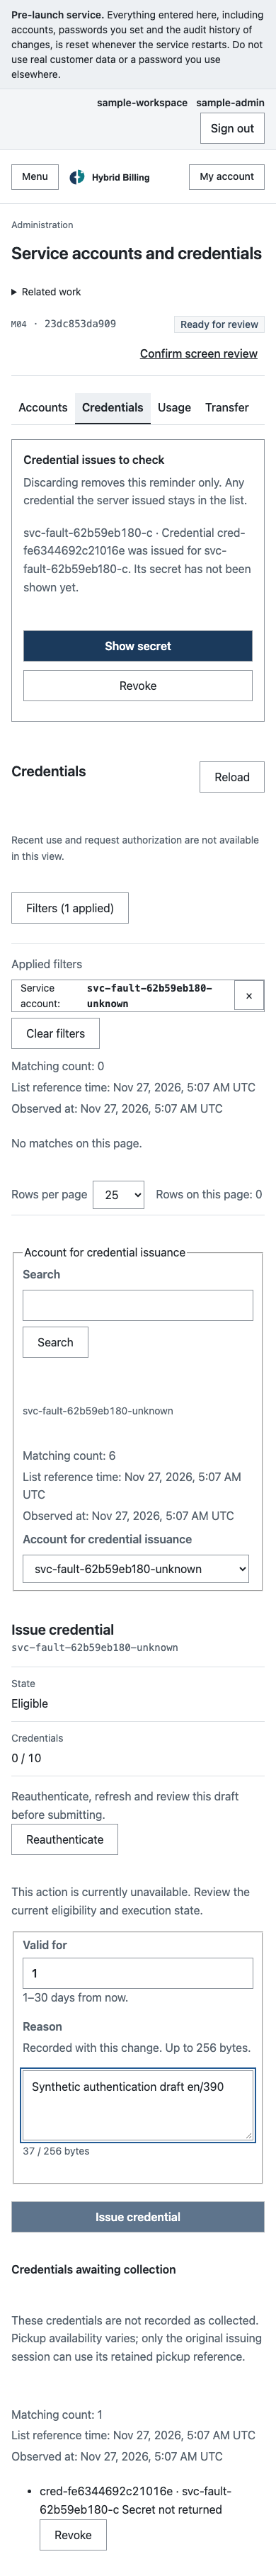 Pre-launch service. Everything entered here, including
accounts, passwords you set and the audit history of
changes, is reset whenever the service restarts. Do not
use real customer data or a password you use
elsewhere.
sample-workspace sample-admin
Sign out
Menu
Hybrid Billing
My account
Administration
Service accounts and credentials
Related work
M04 · 23dc853da909
Ready for review
Confirm screen review
Accounts Credentials Usage Transfer
Credential issues to check
Discarding removes this reminder only. Any
credential the server issued stays in the list.
svc-fault-62b59eb180-c · Credential cred-
fe6344692c21016e was issued for svc-
fault-62b59eb180-c. Its secret has not been
shown yet.
Show secret
Revoke
Credentials
Reload
Recent use and request authorization are not available
in this view.
Filters (1 applied)
Applied filters
Service
account:
svc-fault-62b59eb180-
unknown
×
Clear filters
Matching count: 0
List reference time: Nov 27, 2026, 5:07 AM UTC
Observed at: Nov 27, 2026, 5:07 AM UTC
No matches on this page.
Rows per page 25 Rows on this page: 0
Account for credential issuance
Search
Search
svc-fault-62b59eb180-unknown
Matching count: 6
List reference time: Nov 27, 2026, 5:07 AM
UTC
Observed at: Nov 27, 2026, 5:07 AM UTC
Account for credential issuance
svc-fault-62b59eb180-unknown
Issue credential
svc-fault-62b59eb180-unknown
State
Eligible
Credentials
0 / 10
Reauthenticate, refresh and review this draft
before submitting.
Reauthenticate
This action is currently unavailable. Review the
current eligibility and execution state.
Valid for
1
1–30 days from now.
Reason
Recorded with this change. Up to 256 bytes.
Synthetic authentication draft en/390
37 / 256 bytes
Issue credential
Credentials awaiting collection
These credentials are not recorded as collected.
Pickup availability varies; only the original issuing
session can use its retained pickup reference.
Matching count: 1
List reference time: Nov 27, 2026, 5:07 AM UTC
Observed at: Nov 27, 2026, 5:07 AM UTC
• cred-fe6344692c21016e · svc-fault-
62b59eb180-c Secret not returned
Revoke